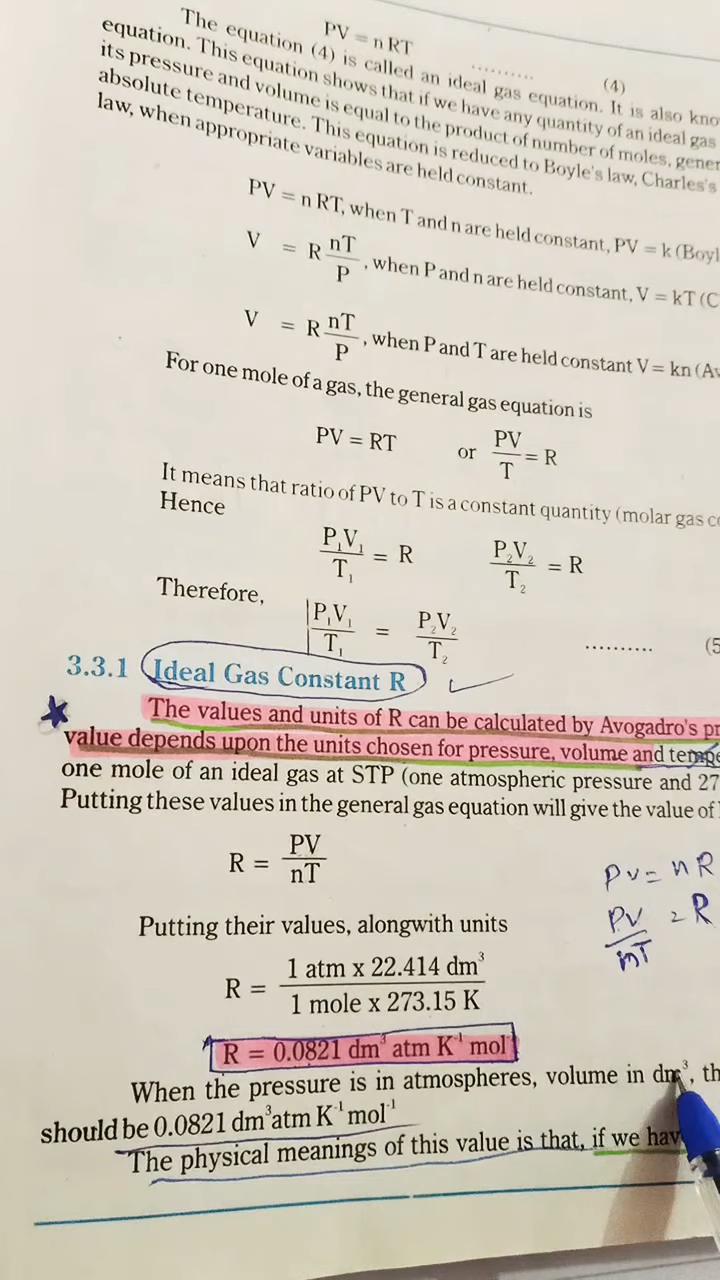 PV = n RT .......... (4)
The equation (4) is called an ideal gas equation. It is also kno
equation. This equation shows that if we have any quantity of an ideal gas
its pressure and volume is equal to the product of number of moles, gener
absolute temperature. This equation is reduced to Boyle's law, Charles's
law, when appropriate variables are held constant.
PV = n RT, when T and n are held constant, PV = k (Boyl
V = R nT/P , when P and n are held constant, V = kT (C
V = R nT/P , when P and T are held constant V = kn (Av
For one mole of a gas, the general gas equation is
PV = RT or PV/T = R
It means that ratio of PV to T is a constant quantity (molar gas co
Hence
P₁V₁/T₁ = R P₂V₂/T₂ = R
Therefore,
P₁V₁/T₁ = P₂V₂/T₂ .......... (5
3.3.1 Ideal Gas Constant R
The values and units of R can be calculated by Avogadro's pr
value depends upon the units chosen for pressure, volume and tempe
one mole of an ideal gas at STP (one atmospheric pressure and 27
Putting these values in the general gas equation will give the value of
R = PV/nT
Pv = nR
PV/nT = R
Putting their values, alongwith units
R = 1 atm x 22.414 dm³/1 mole x 273.15 K
R = 0.0821 dm³ atm K⁻¹ mol
When the pressure is in atmospheres, volume in dm³, th
should be 0.0821 dm³atm K⁻¹ mol⁻¹
The physical meanings of this value is that, if we hav